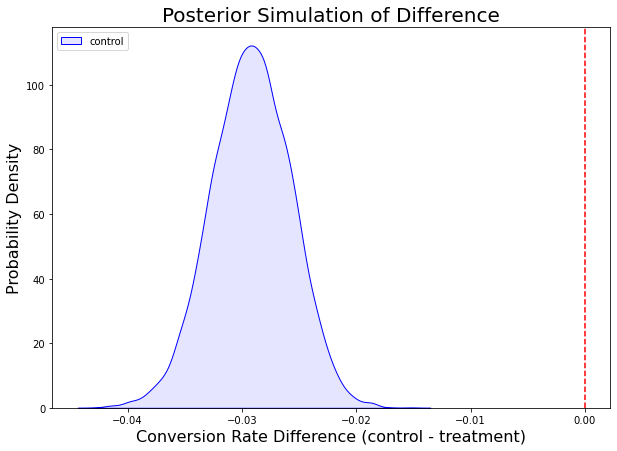 Posterior Simulation of Difference
control
Probability Density
100
80
60
40
20
0
−0.04
−0.03
−0.02
−0.01
0.00
Conversion Rate Difference (control - treatment)